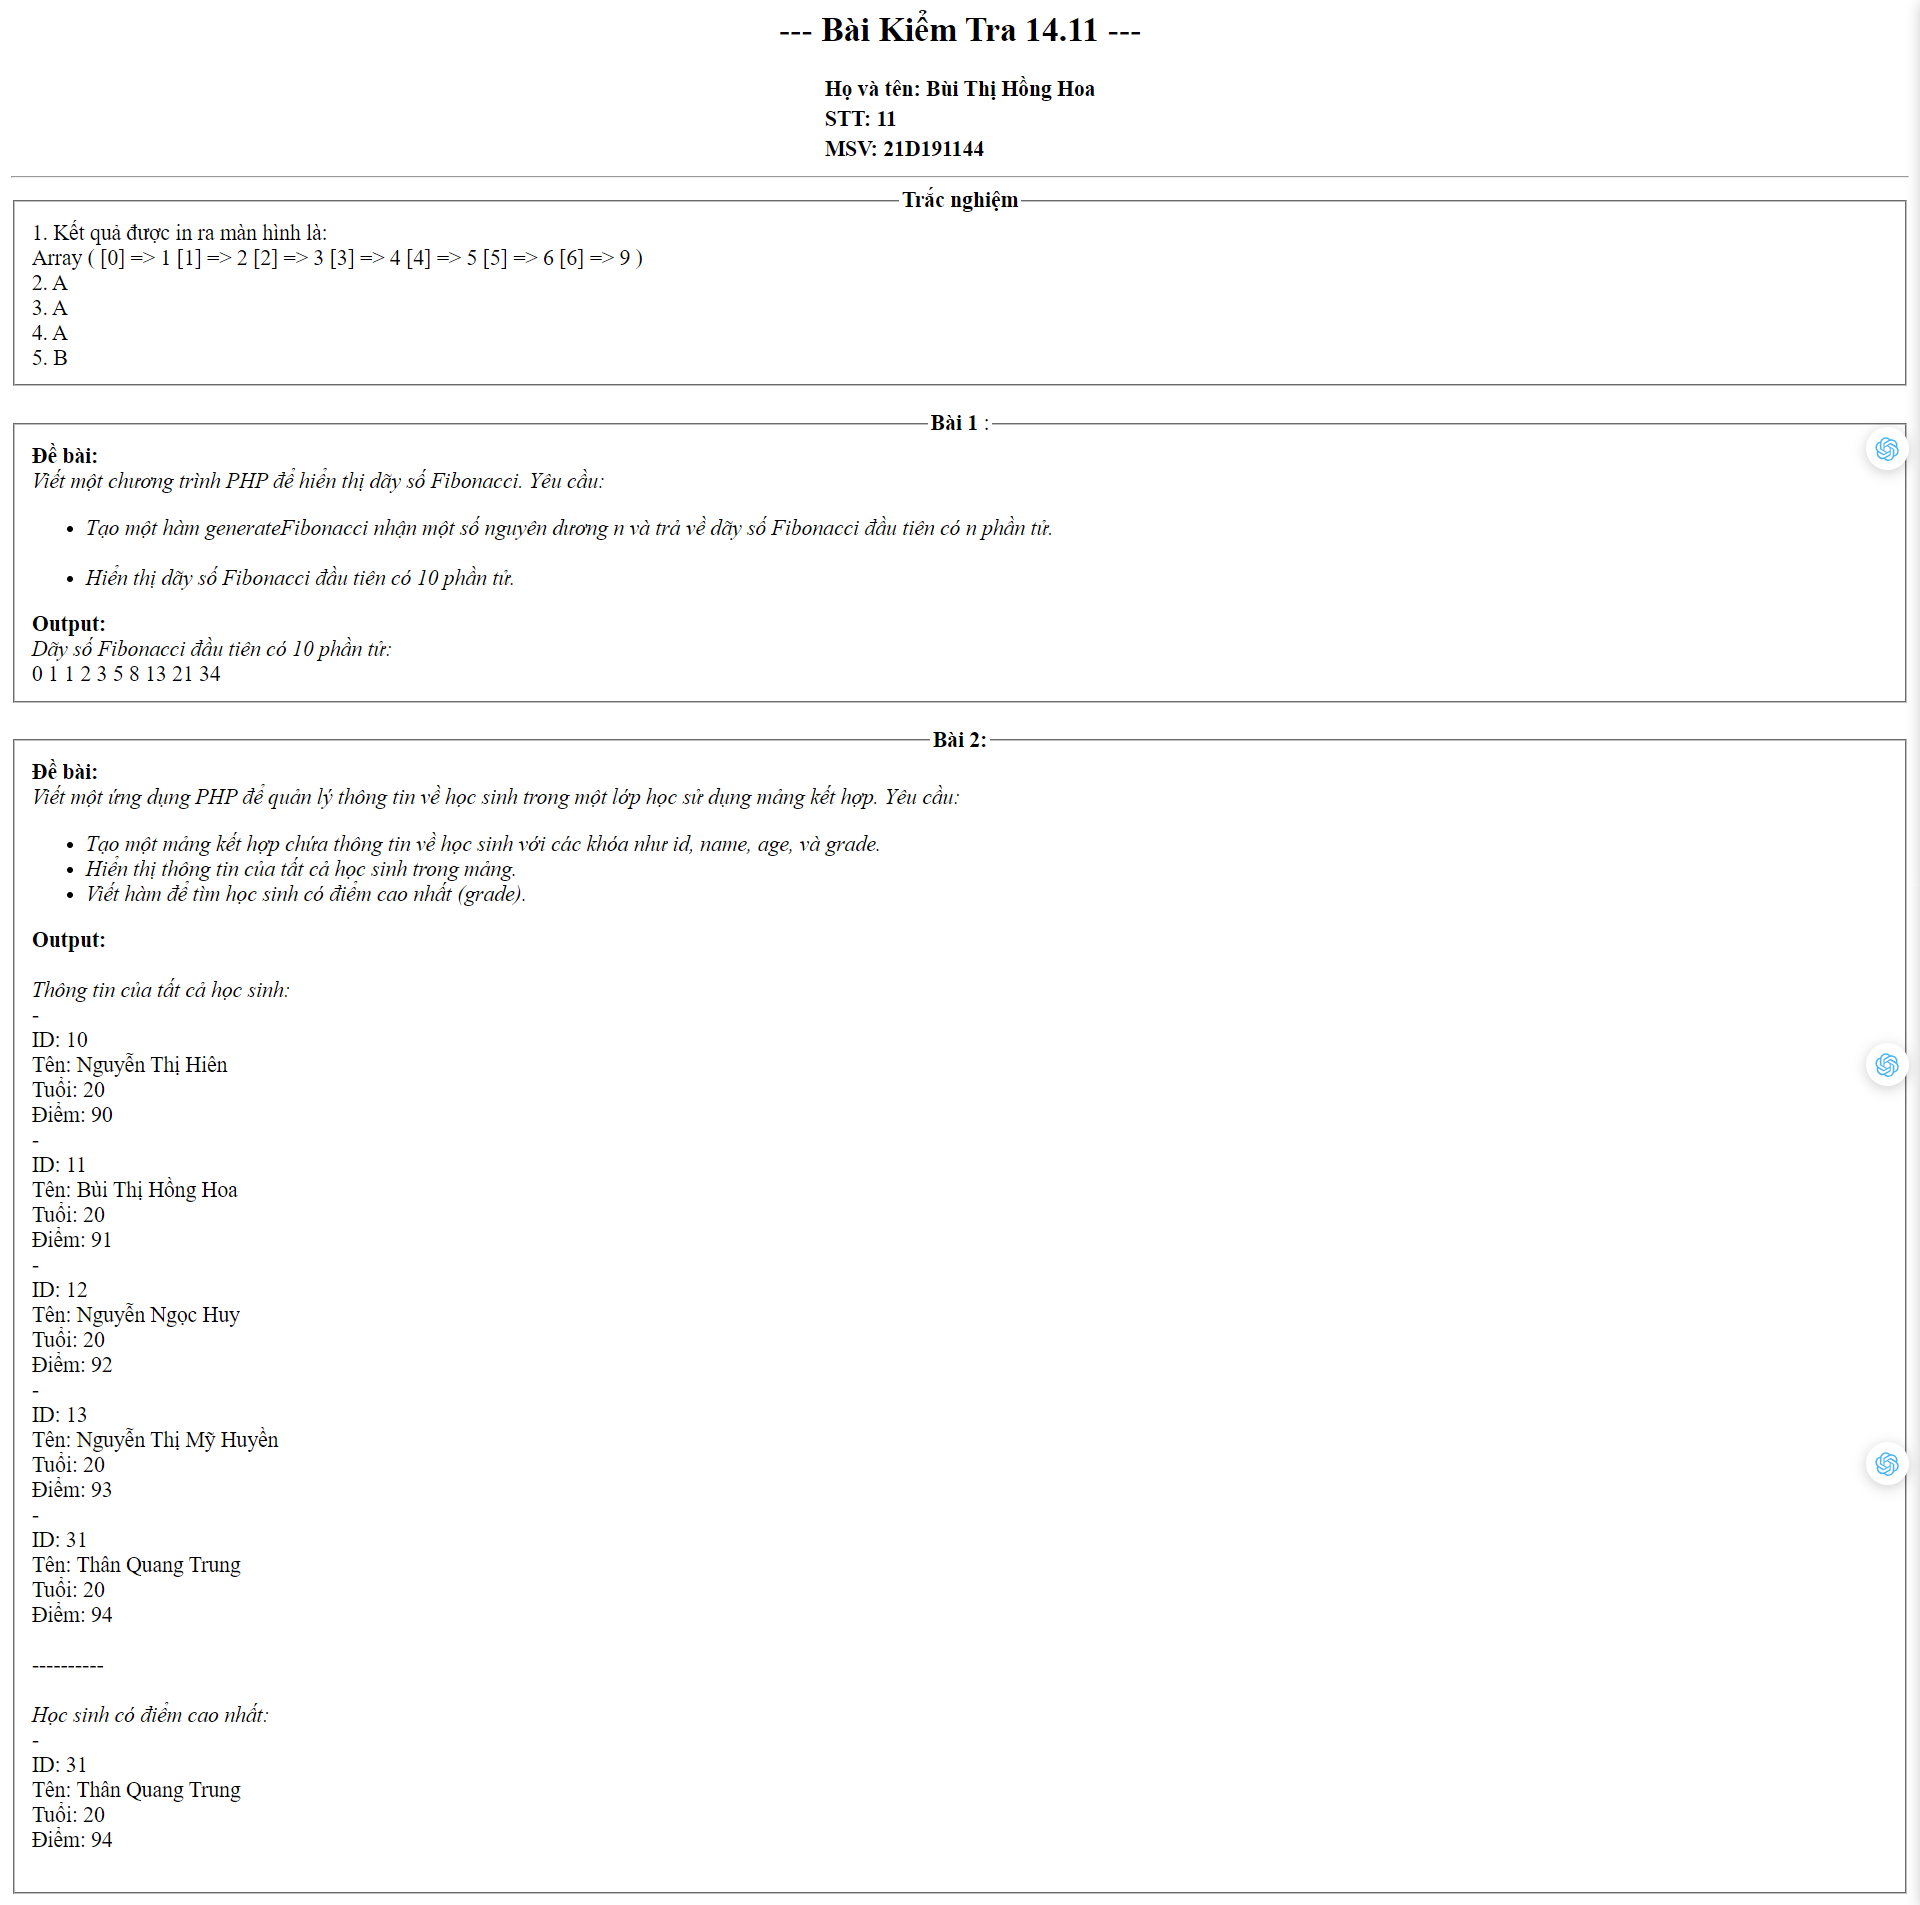 --- Bài Kiểm Tra 14.11 ---
Họ và tên: Bùi Thị Hồng Hoa
STT: 11
MSV: 21D191144
Trắc nghiệm
1. Kết quả được in ra màn hình là:
Array ( [0] => 1 [1] => 2 [2] => 3 [3] => 4 [4] => 5 [5] => 6 [6] => 9 )
2. A
3. A
4. A
5. B
Bài 1 :
Đề bài:
Viết một chương trình PHP để hiển thị dãy số Fibonacci. Yêu cầu:
• Tạo một hàm generateFibonacci nhận một số nguyên dương n và trả về dãy số Fibonacci đầu tiên có n phần tử.
• Hiển thị dãy số Fibonacci đầu tiên có 10 phần tử.
Output:
Dãy số Fibonacci đầu tiên có 10 phần tử:
0 1 1 2 3 5 8 13 21 34
Bài 2:
Đề bài:
Viết một ứng dụng PHP để quản lý thông tin về học sinh trong một lớp học sử dụng mảng kết hợp. Yêu cầu:
• Tạo một mảng kết hợp chứa thông tin về học sinh với các khóa như id, name, age, và grade.
• Hiển thị thông tin của tất cả học sinh trong mảng.
• Viết hàm để tìm học sinh có điểm cao nhất (grade).
Output:
Thông tin của tất cả học sinh:
-
ID: 10
Tên: Nguyễn Thị Hiên
Tuổi: 20
Điểm: 90
-
ID: 11
Tên: Bùi Thị Hồng Hoa
Tuổi: 20
Điểm: 91
-
ID: 12
Tên: Nguyễn Ngọc Huy
Tuổi: 20
Điểm: 92
-
ID: 13
Tên: Nguyễn Thị Mỹ Huyền
Tuổi: 20
Điểm: 93
-
ID: 31
Tên: Thân Quang Trung
Tuổi: 20
Điểm: 94
----------
Học sinh có điểm cao nhất:
-
ID: 31
Tên: Thân Quang Trung
Tuổi: 20
Điểm: 94